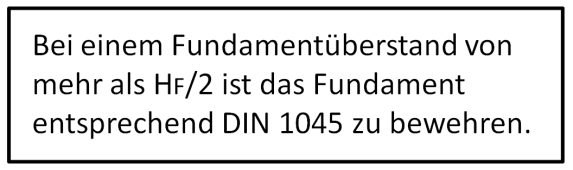 Bei einem Fundamentüberstand von
mehr als HF/2 ist das Fundament
entsprechend DIN 1045 zu bewehren.